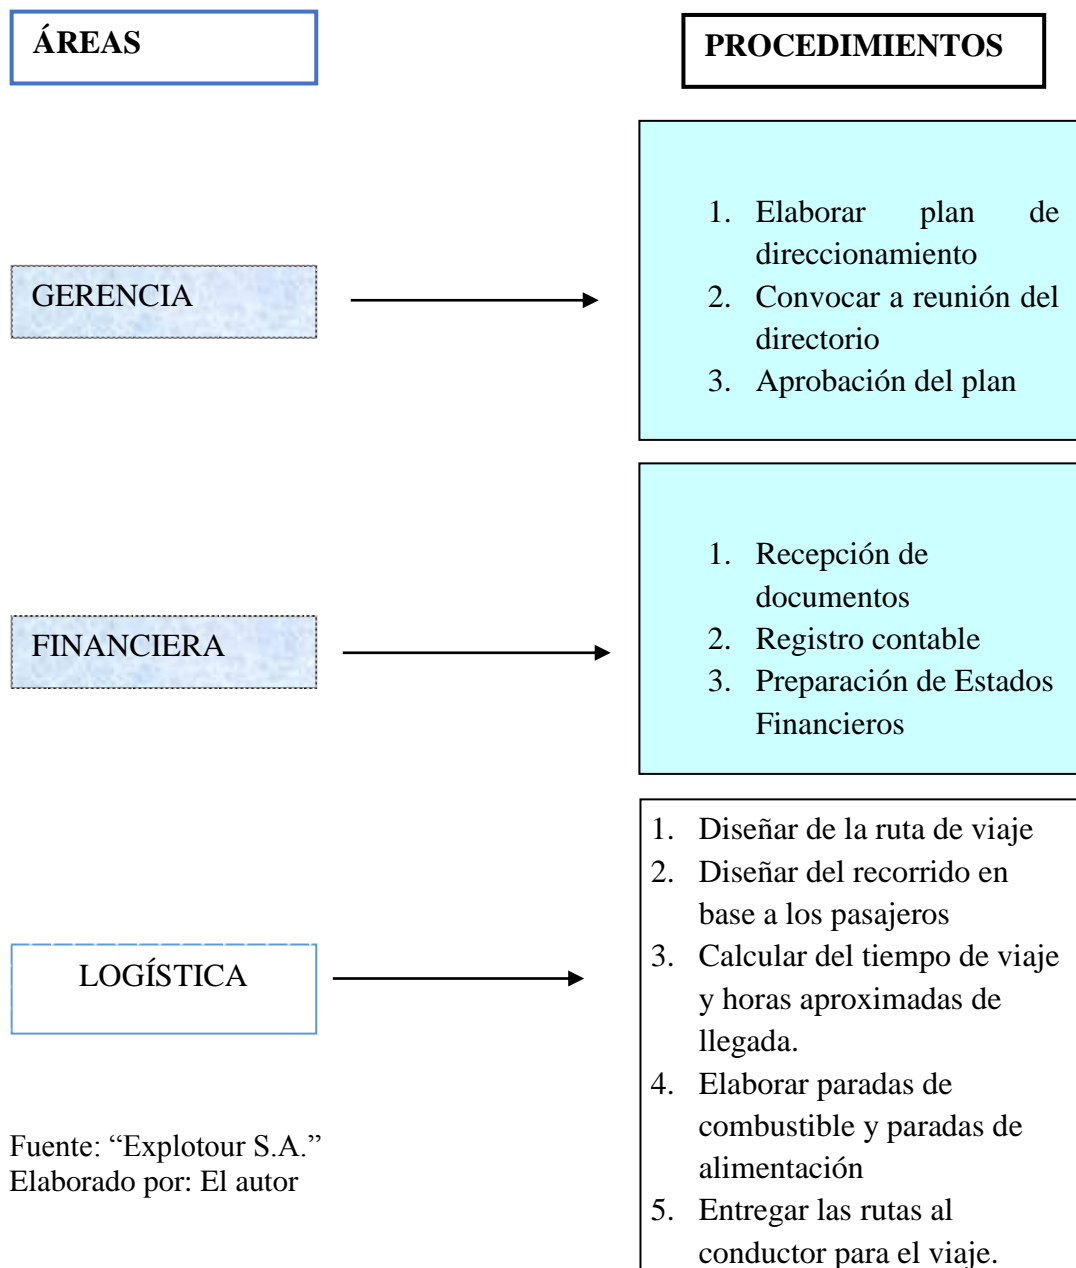 ÁREAS
PROCEDIMIENTOS
GERENCIA
1. Elaborar plan de
direccionamiento
2. Convocar a reunión del
directorio
3. Aprobación del plan
FINANCIERA
1. Recepción de
documentos
2. Registro contable
3. Preparación de Estados
Financieros
LOGÍSTICA
1. Diseñar de la ruta de viaje
2. Diseñar del recorrido en
base a los pasajeros
3. Calcular del tiempo de viaje
y horas aproximadas de
llegada.
4. Elaborar paradas de
combustible y paradas de
alimentación
5. Entregar las rutas al
conductor para el viaje.
Fuente: “Explotour S.A.”
Elaborado por: El autor